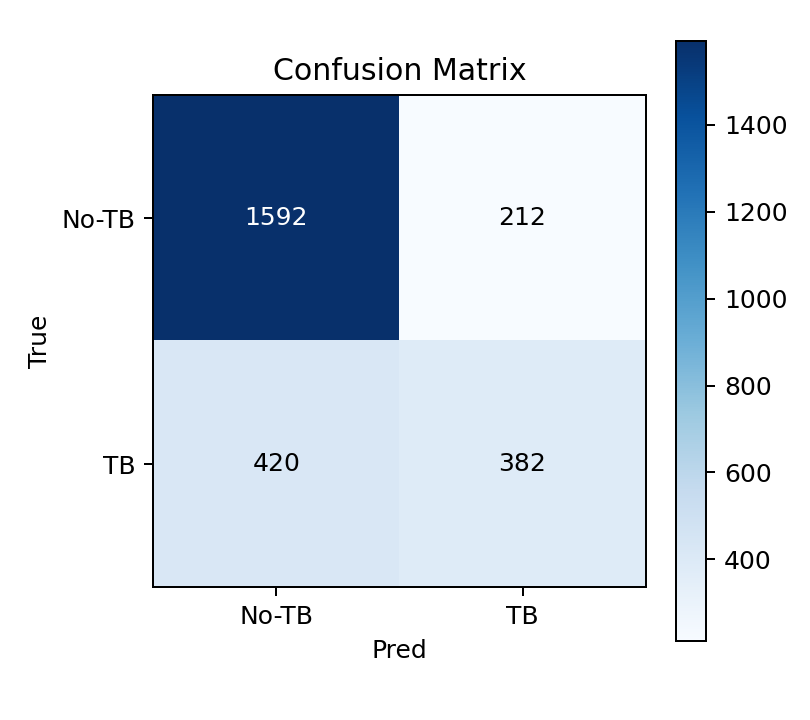 Confusion Matrix
No-TB
1592
212
TB
420
382
True
No-TB
TB
Pred
1400
1200
1000
800
600
400